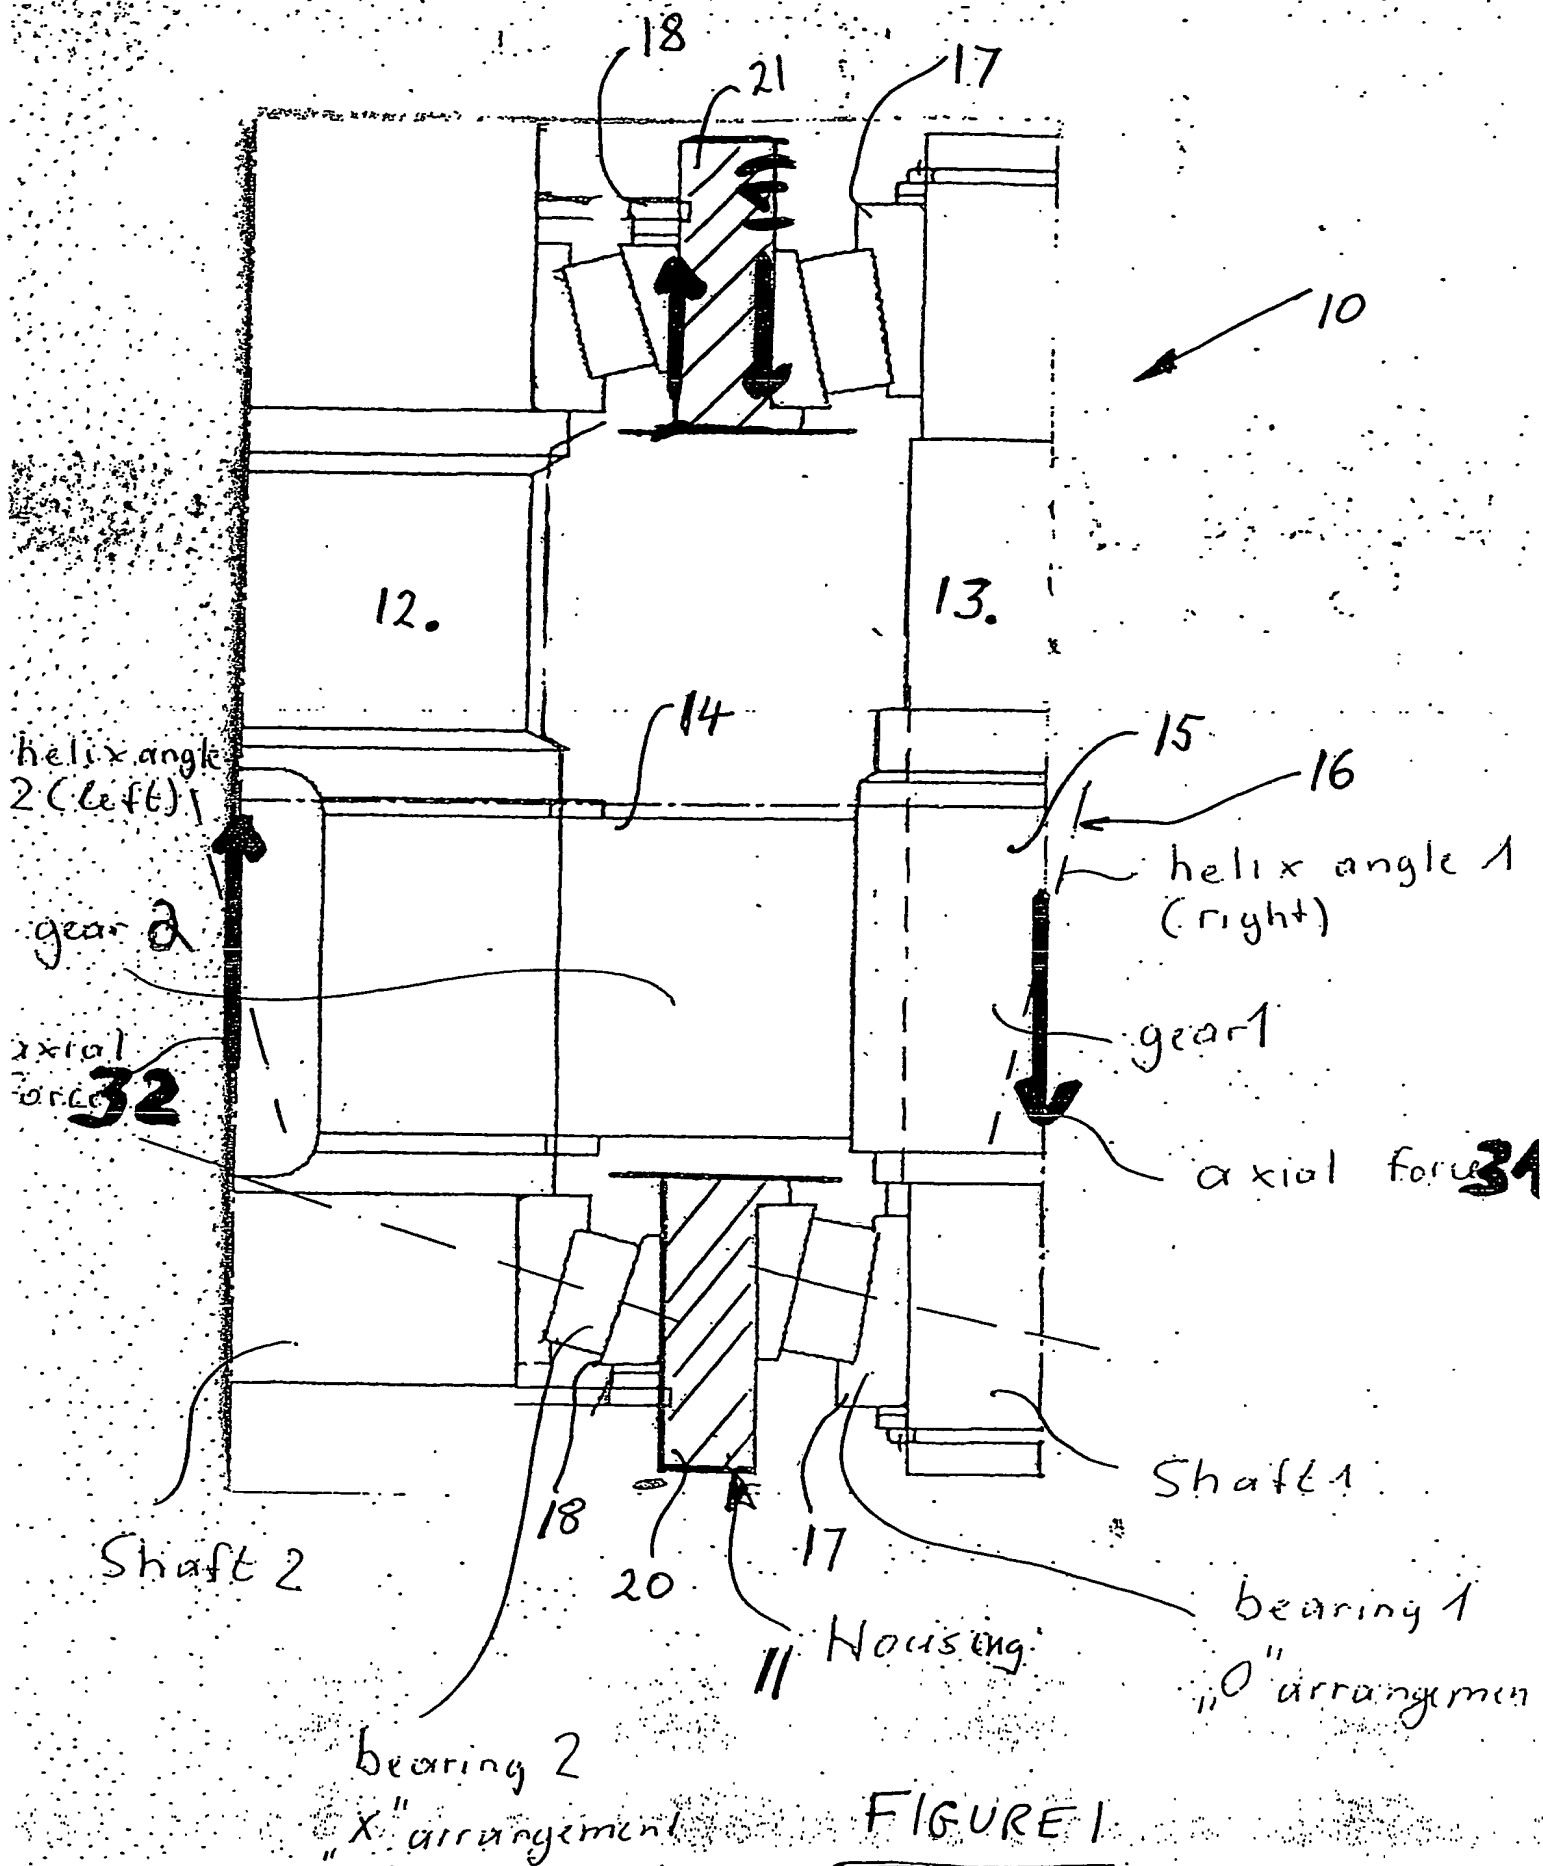 18
21
17
10
12.
13.
14
15
helix angle
2 (left)
16
helix angle 1
(right)
gear 2
gear 1
axial
32
axial force 31
Shaft 1
18
17
Shaft 2
20
bearing 1
11 Housing
„O" arrangemen
bearing 2
„X" arrangement
FIGURE 1